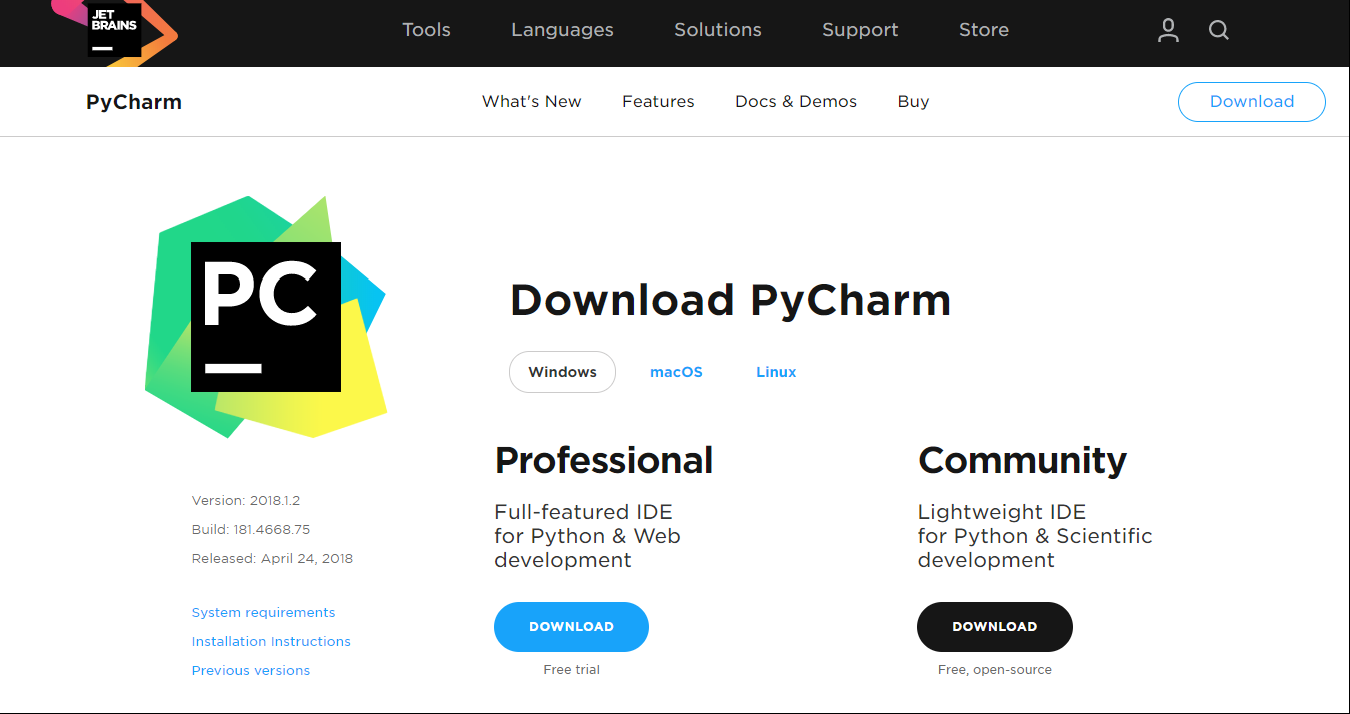 JET
BRAINS
Tools Languages Solutions Support Store
PyCharm What's New Features Docs & Demos Buy Download
PC
Download PyCharm
Windows macOS Linux
Professional
Full-featured IDE
for Python & Web
development
DOWNLOAD
Free trial
Community
Lightweight IDE
for Python & Scientific
development
DOWNLOAD
Free, open-source
Version: 2018.1.2
Build: 181.4668.75
Released: April 24, 2018
System requirements
Installation Instructions
Previous versions